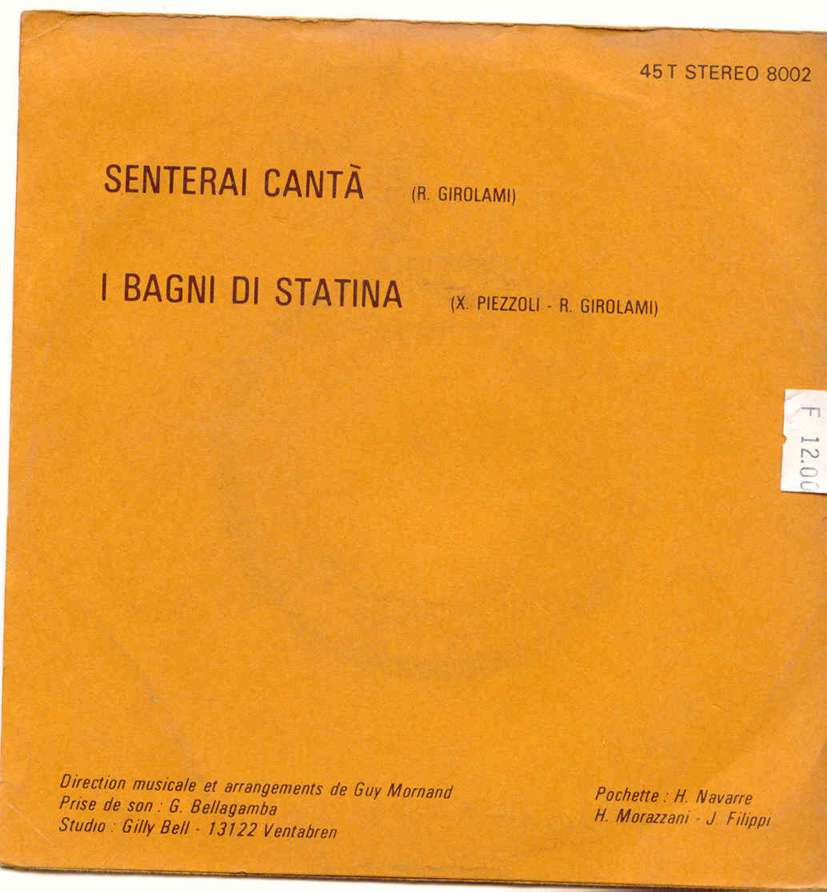 45 T STEREO 8002
SENTERAI CANTÀ (R. GIROLAMI)
I BAGNI DI STATINA (X. PIEZZOLI - R. GIROLAMI)
F 12.00
Direction musicale et arrangements de Guy Mornand
Prise de son : G. Bellagamba
Studio : Gilly Bell - 13122 Ventabren
Pochette : H. Navarre
H. Morazzani - J. Filippi